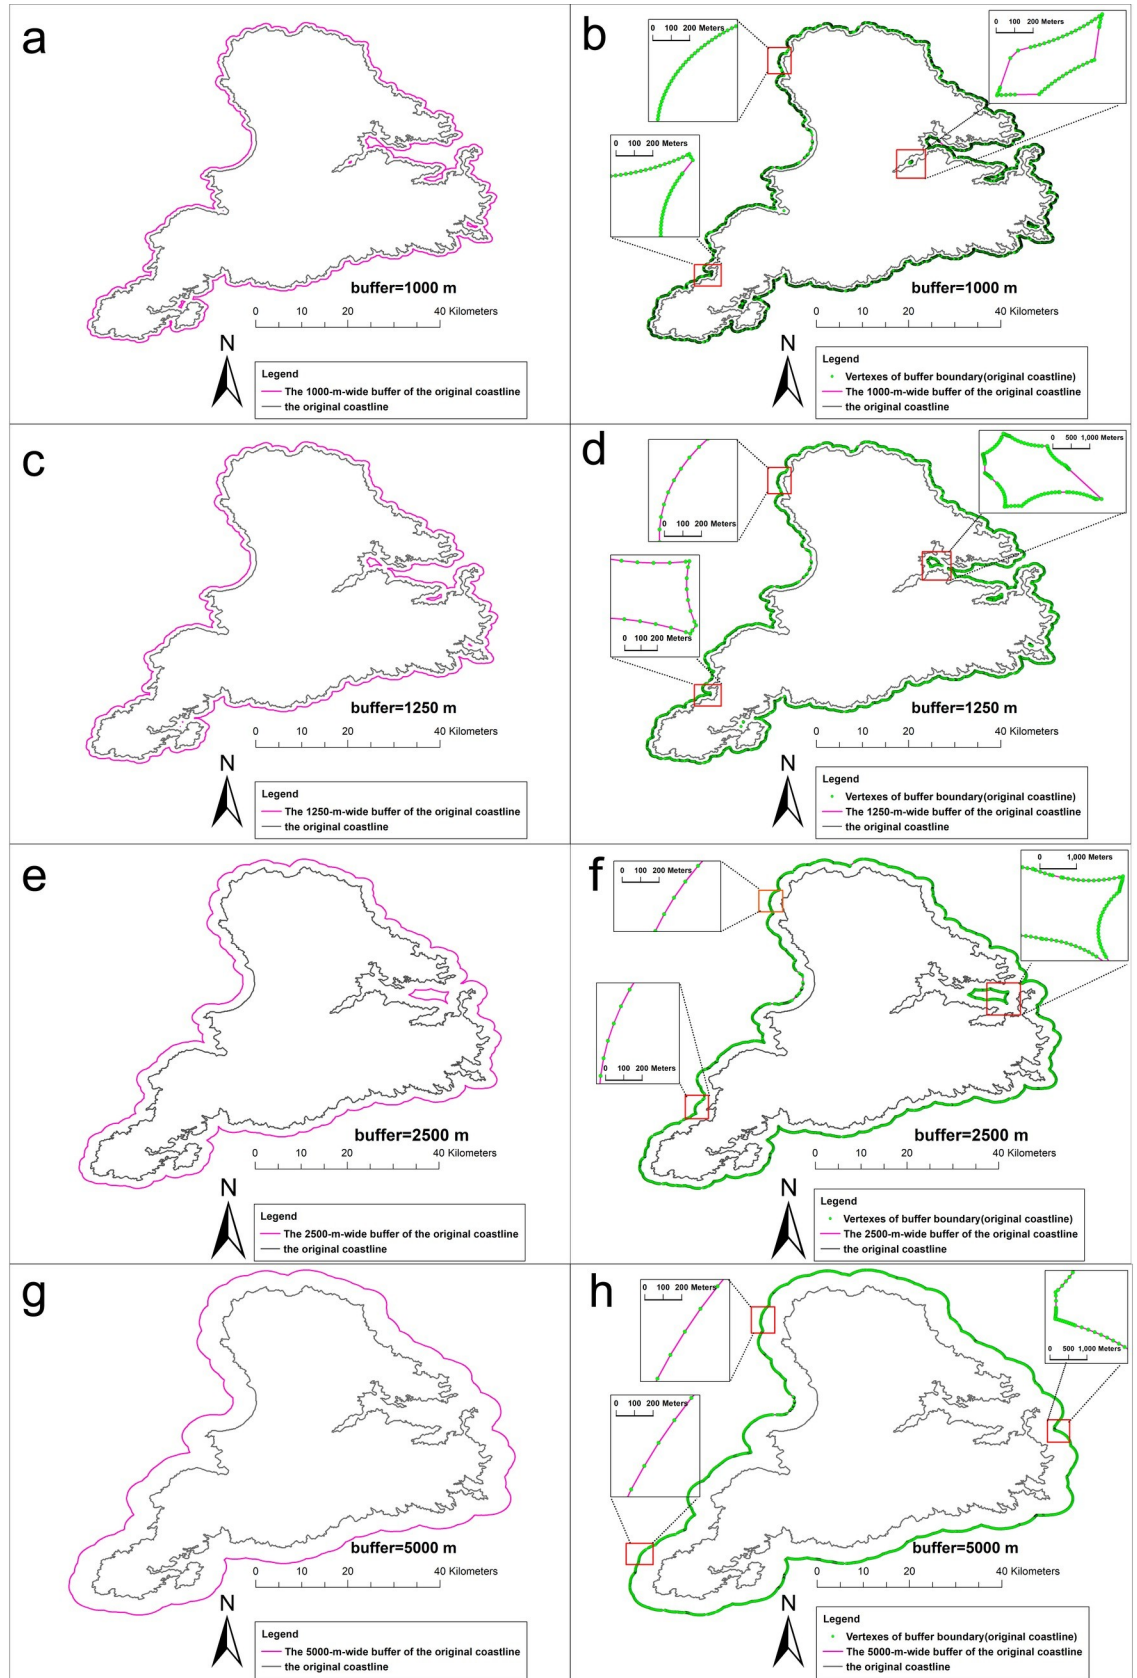 a
buffer=1000 m
0 10 20 40 Kilometers
N
Legend
The 1000-m-wide buffer of the original coastline
the original coastline
b
0 100 200 Meters
0 100 200 Meters
0 100 200 Meters
buffer=1000 m
0 10 20 40 Kilometers
N
Legend
Vertexes of buffer boundary(original coastline)
The 1000-m-wide buffer of the original coastline
the original coastline
c
buffer=1250 m
0 10 20 40 Kilometers
N
Legend
The 1250-m-wide buffer of the original coastline
the original coastline
d
0 100 200 Meters
0 500 1,000 Meters
0 100 200 Meters
buffer=1250 m
0 10 20 40 Kilometers
N
Legend
Vertexes of buffer boundary(original coastline)
The 1250-m-wide buffer of the original coastline
the original coastline
e
buffer=2500 m
0 10 20 40 Kilometers
N
Legend
The 2500-m-wide buffer of the original coastline
the original coastline
f
0 100 200 Meters
0 1,000 Meters
0 100 200 Meters
buffer=2500 m
0 10 20 40 Kilometers
N
Legend
Vertexes of buffer boundary(original coastline)
The 2500-m-wide buffer of the original coastline
the original coastline
g
buffer=5000 m
0 10 20 40 Kilometers
N
Legend
The 5000-m-wide buffer of the original coastline
the original coastline
h
0 100 200 Meters
0 500 1,000 Meters
0 100 200 Meters
buffer=5000 m
0 10 20 40 Kilometers
N
Legend
Vertexes of buffer boundary(original coastline)
The 5000-m-wide buffer of the original coastline
the original coastline